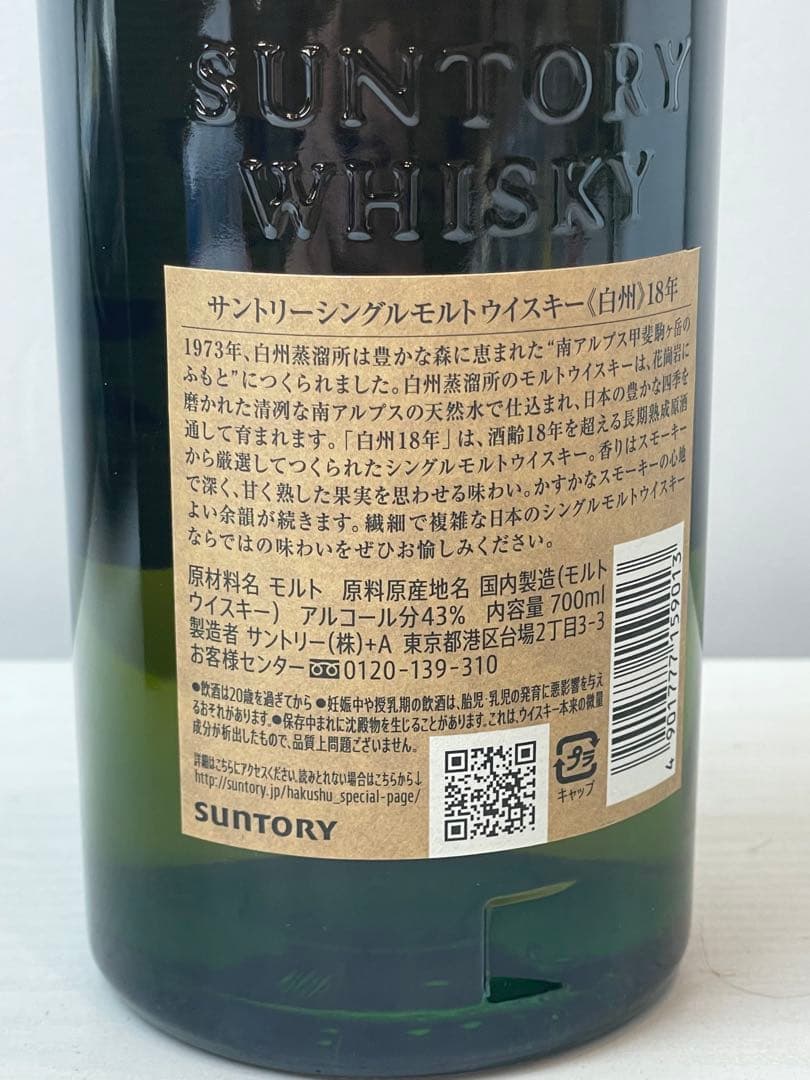 SUNTORY
WHISKY
サントリーシングルモルトウイスキー《白州》18年
1973年、白州蒸溜所は豊かな森に恵まれた“南アルプス甲斐駒ヶ岳の
ふもと”につくられました。白州蒸溜所のモルトウイスキーは、花崗岩に
磨かれた清冽な南アルプスの天然水で仕込まれ、日本の豊かな四季を
通して育まれます。「白州18年」は、酒齢18年を超える長期熟成原酒
から厳選してつくられたシングルモルトウイスキー。香りはスモーキー
で深く、甘く熟した果実を思わせる味わい。かすかなスモーキーの心地
よい余韻が続きます。繊細で複雑な日本のシングルモルトウイスキー
ならではの味わいをぜひお愉しみください。
原材料名 モルト 原料原産地名 国内製造(モルト
ウイスキー) アルコール分43% 内容量 700ml
製造者 サントリー(株)+A 東京都港区台場2丁目3-3
お客様センター 0120-139-310
●飲酒は20歳を過ぎてから ●妊娠中や授乳期の飲酒は、胎児・乳児の発育に悪影響を与え
るおそれがあります。●保存中まれに沈殿物を生じることがあります。これは、ウイスキー本来の微量
成分が析出したもので、品質上問題ございません。
詳細はこちらにアクセスください。読みとれない場合はこちらから↓
http://suntory.jp/hakushu_special-page/
SUNTORY
プラ
キャップ
4901777159013